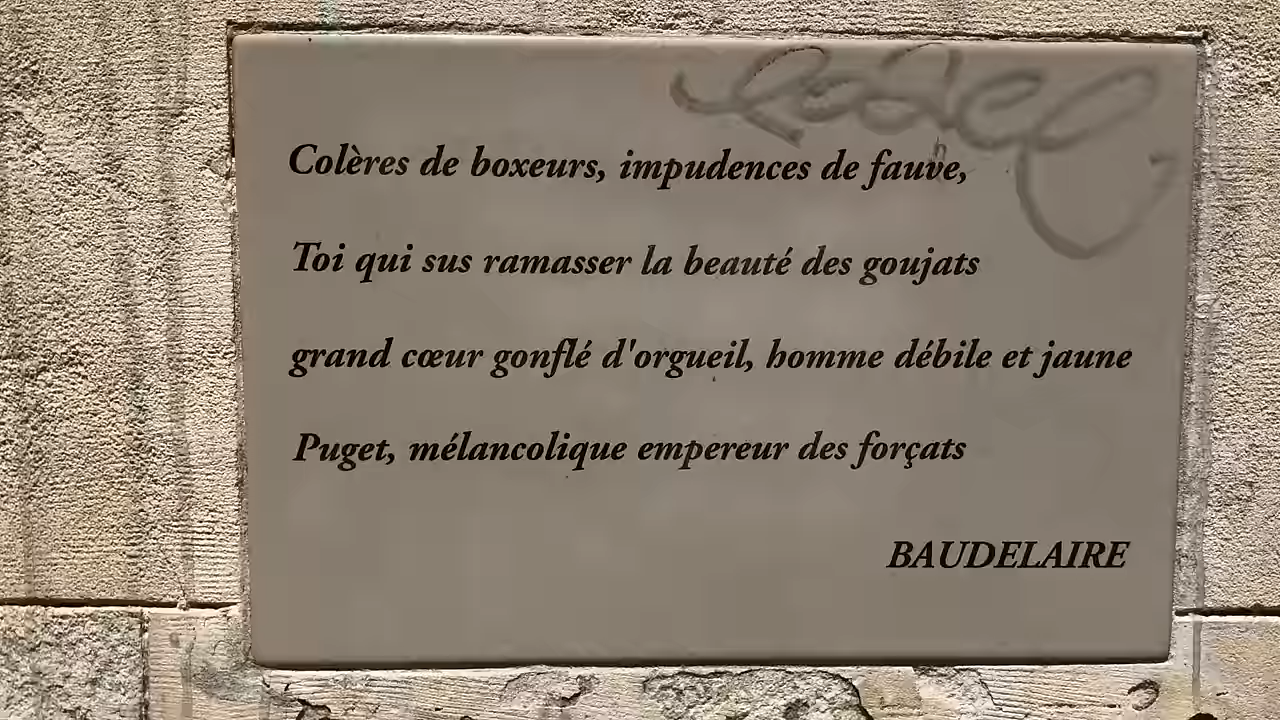 Colères de boxeurs, impudences de fauve,
Toi qui sus ramasser la beauté des goujats
grand cœur gonflé d'orgueil, homme débile et jaune
Puget, mélancolique empereur des forçats
BAUDELAIRE